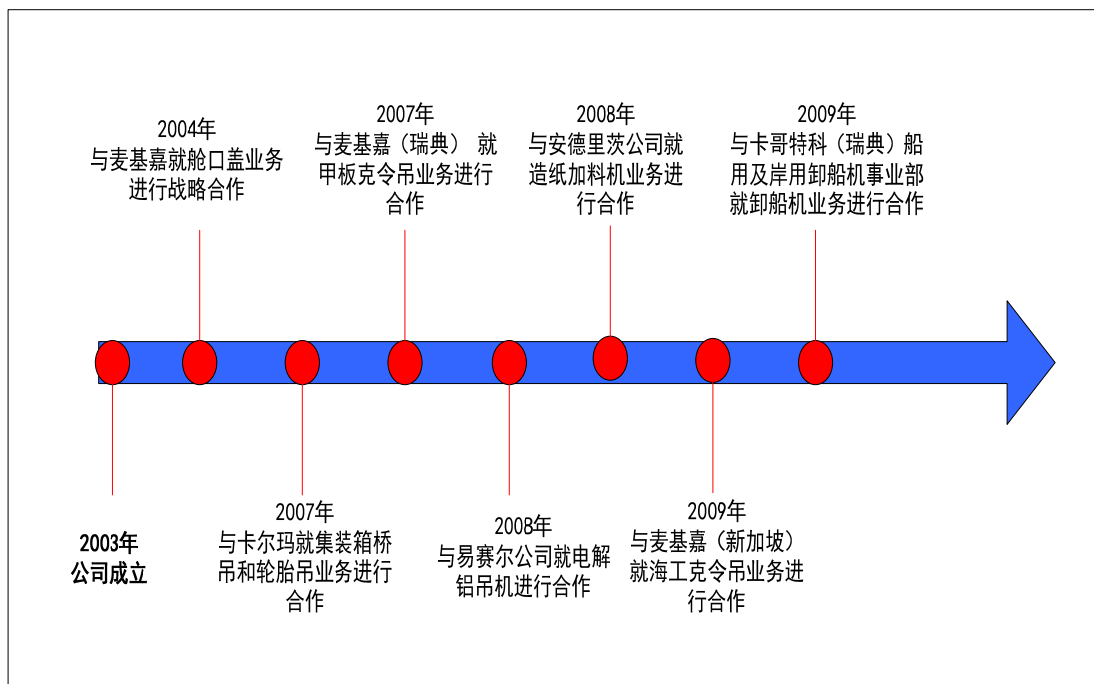 2003年
公司成立
2004年
与麦基嘉就舱口盖业务
进行战略合作
2007年
与卡尔玛就集装箱桥
吊和轮胎吊业务进行
合作
2007年
与麦基嘉（瑞典） 就
甲板克令吊业务进行
合作
2008年
与易赛尔公司就电解
铝吊机进行合作
2008年
与安德里茨公司就
造纸加料机业务进
行合作
2009年
与麦基嘉（新加坡）
就海工克令吊业务进
行合作
2009年
与卡哥特科（瑞典）船
用及岸用卸船机事业部
就卸船机业务进行合作